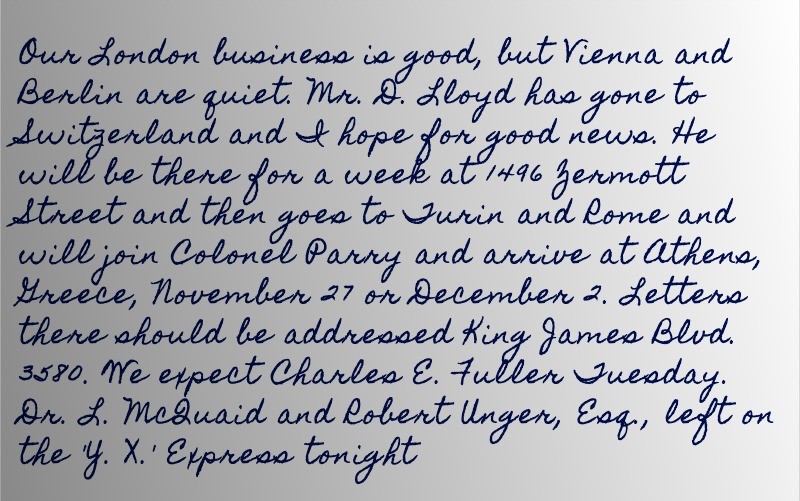 Our London business is good, but Vienna and
Berlin are quiet. Mr. D. Lloyd has gone to
Switzerland and I hope for good news. He
will be there for a week at 1496 Zermott
Street and then goes to Turin and Rome and
will join Colonel Parry and arrive at Athens,
Greece, November 27 or December 2. Letters
there should be addressed King James Blvd.
3580. We expect Charles E. Fuller Tuesday.
Dr. L. McQuaid and Robert Unger, Esq., left on
the 'Y. X.' Express tonight